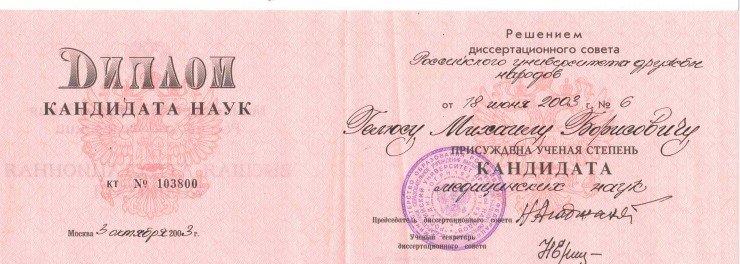 ДИПЛОМ
КАНДИДАТА НАУК
КТ № 103800
Москва 3 октября 2003 г.
Решением
диссертационного совета
Российского университета дружбы
народов
от 18 июня 2003 г. № 6
Михаилу Борисовичу
ПРИСУЖДЕНА УЧЕНАЯ СТЕПЕНЬ
КАНДИДАТА
медицинских наук
Председатель диссертационного совета
Ученый секретарь
диссертационного совета